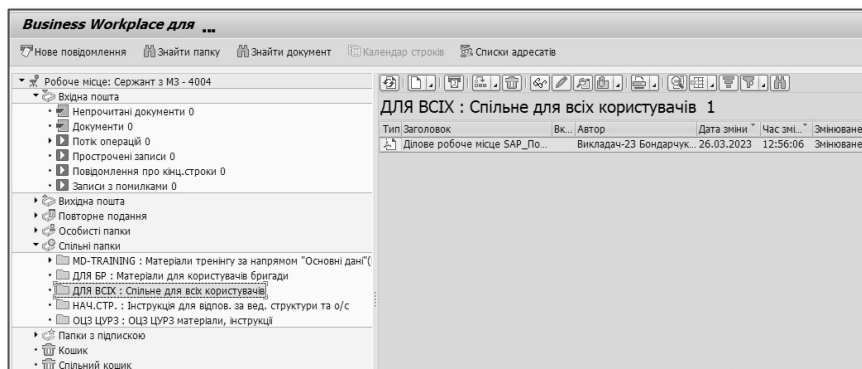 Business Workplace для ...
Нове повідомлення Знайти папку Знайти документ Календар строків Списки адресатів
Робоче місце: Сержант з МЗ - 4004
Вхідна пошта
Непрочитані документи 0
Документи 0
Потік операцій 0
Прострочені записи 0
Повідомлення про кінц.строки 0
Записи з помилками 0
Вихідна пошта
Повторне подання
Особисті папки
Спільні папки
MD-TRAINING : Матеріали тренінгу за напрямом "Основні дані"(
ДЛЯ БР : Матеріали для користувачів бригади
ДЛЯ ВСІХ : Спільне для всіх користувачів
НАЧ.СТР. : Інструкція для відпов. за вед. структури та о/с
ОЦЗ ЦУРЗ : ОЦЗ ЦУРЗ матеріали, інструкції
Папки з підпискою
Кошик
Спільний кошик
ДЛЯ ВСІХ : Спільне для всіх користувачів 1
Тип Заголовок Вк... Автор Дата зміни Час змі... Змінюване
Ділове робоче місце SAP_По... Викладач-23 Бондарчук... 26.03.2023 12:56:06 Змінюване